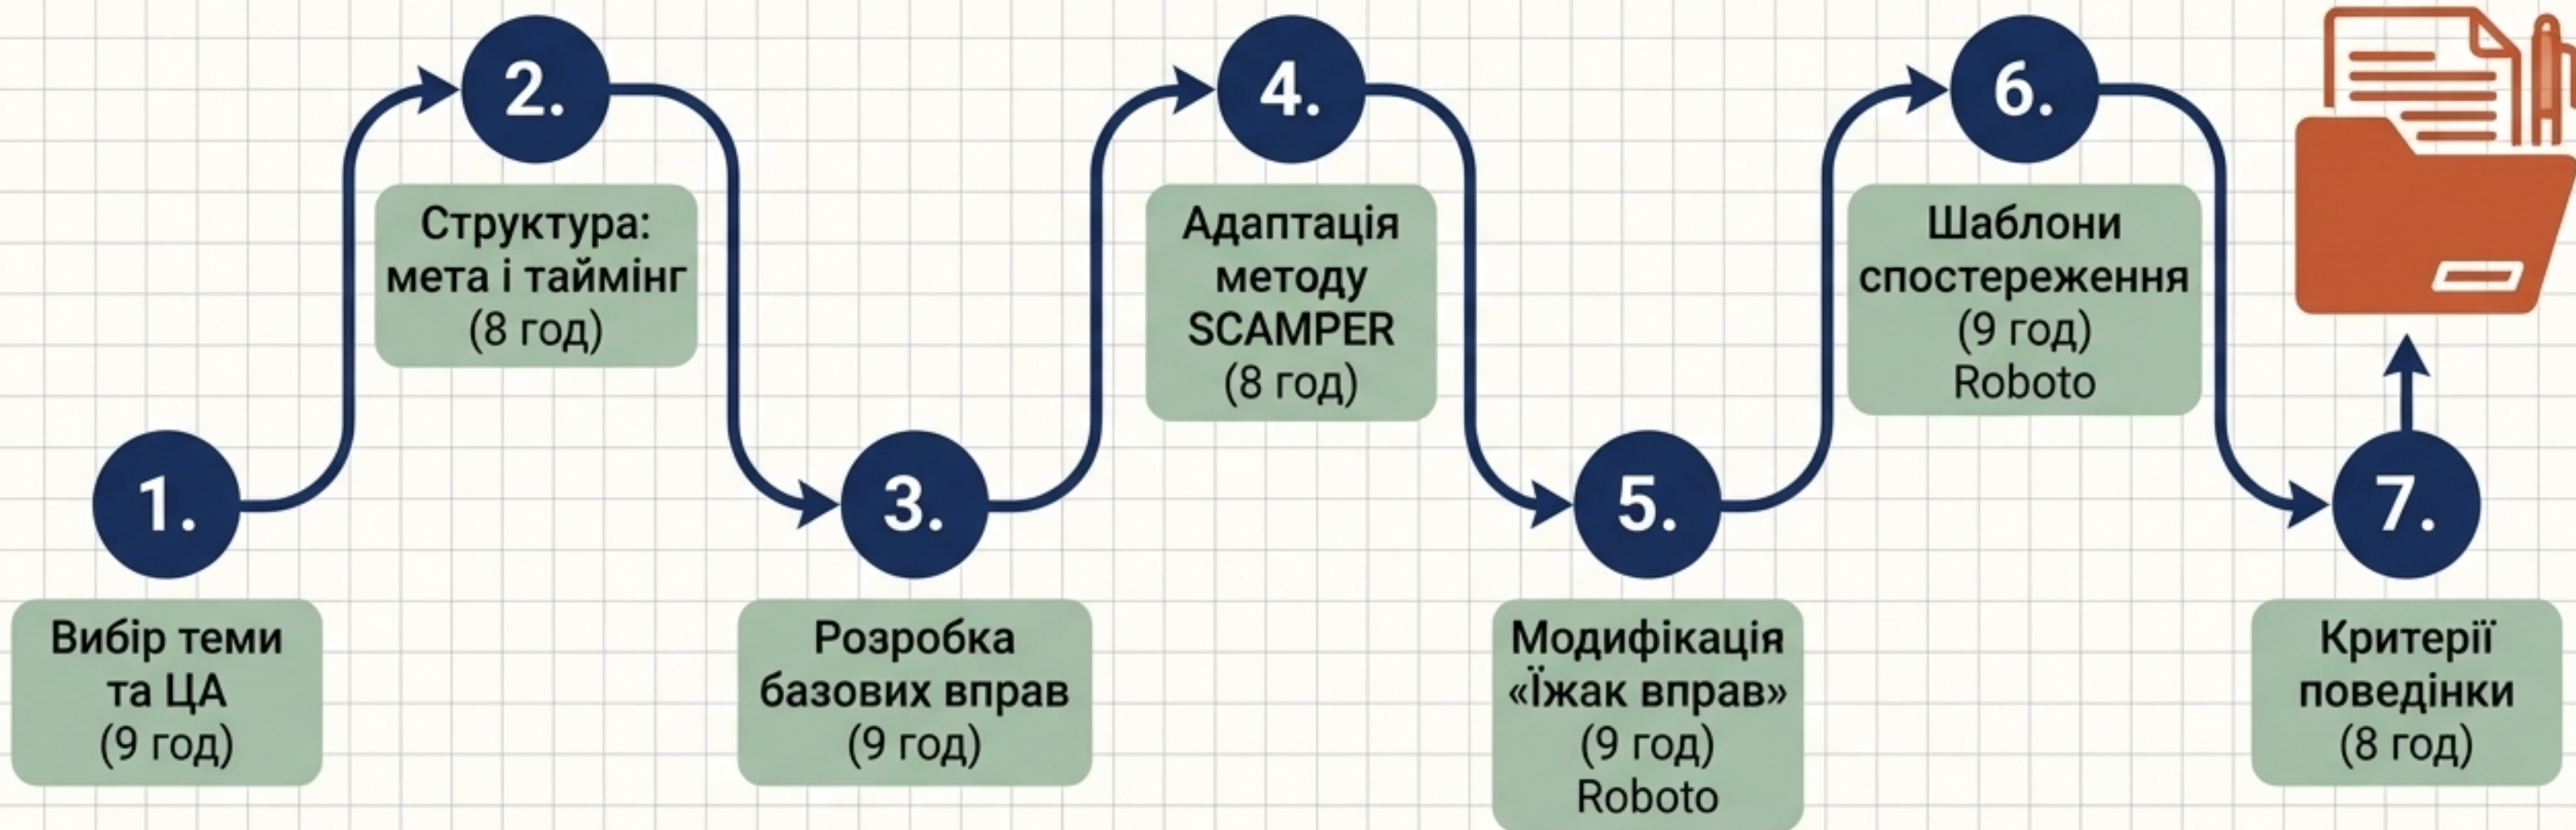 1.
Вибір теми
та ЦА
(9 год)
2.
Структура:
мета і таймінг
(8 год)
3.
Розробка
базових вправ
(9 год)
4.
Адаптація
методу
SCAMPER
(8 год)
5.
Модифікація
«Їжак вправ»
(9 год)
Roboto
6.
Шаблони
спостереження
(9 год)
Roboto
7.
Критерії
поведінки
(8 год)